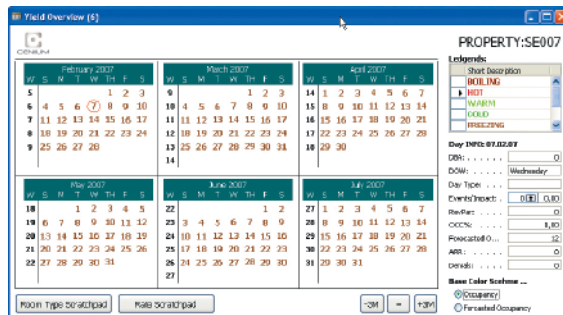 Yield Overview (6)
CENIUM
PROPERTY:SE007
Ledgends:
Short Description
BOILING
HOT
WARM
COLD
FREEZING
February 2007
W S M T W TH F S
5 1 2 3
6 4 5 6 7 8 9 10
7 11 12 13 14 15 16 17
8 18 19 20 21 22 23 24
9 25 26 27 28
March 2007
W S M T W TH F S
9 1 2 3
10 4 5 6 7 8 9 10
11 11 12 13 14 15 16 17
12 18 19 20 21 22 23 24
13 25 26 27 28 29 30 31
14
April 2007
W S M T W TH F S
14 1 2 3 4 5 6 7
15 8 9 10 11 12 13 14
16 15 16 17 18 19 20 21
17 22 23 24 25 26 27 28
18 29 30
May 2007
W S M T W TH F S
18 1 2 3 4 5
19 6 7 8 9 10 11 12
20 13 14 15 16 17 18 19
21 20 21 22 23 24 25 26
22 27 28 29 30 31
June 2007
W S M T W TH F S
22 1 2
23 3 4 5 6 7 8 9
24 10 11 12 13 14 15 16
25 17 18 19 20 21 22 23
26 24 25 26 27 28 29 30
27
July 2007
W S M T W TH F S
27 1 2 3 4 5 6 7
28 8 9 10 11 12 13 14
29 15 16 17 18 19 20 21
30 22 23 24 25 26 27 28
31 29 30 31
Day INFO: 07.02.07
DBA: . . . . . . 0
DOW: . . . . . . Wednesday
Day Type: . . .
Events/Impact: . 0 0,00
RevPar: . . . . 0
OCC%: . . . . .
Forecasted O... 12
ARR: . . . . . . 0
Denials: . . . . 0
Base Color Scheme ...
Occupancy
Forcasted Occupancy
Room Type Scratchpad
Rate Scratchpad
-3M
=
+3M